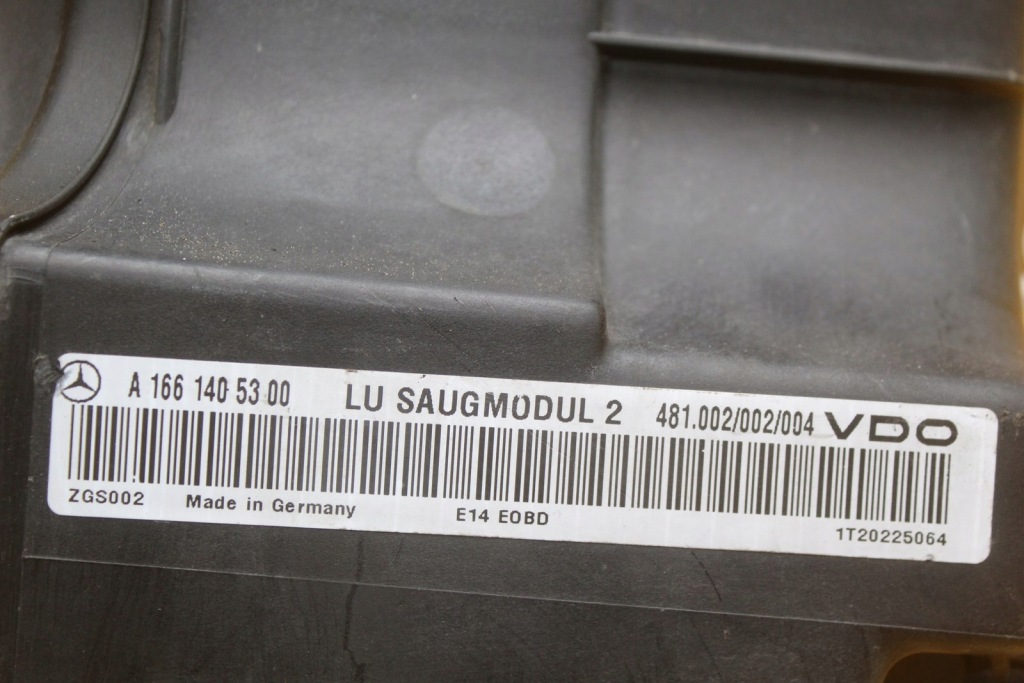 A 166 140 53 00 LU SAUGMODUL 2 481.002/002/004 VDO
ZGS002 Made in Germany E14 EOBD 1T20225064